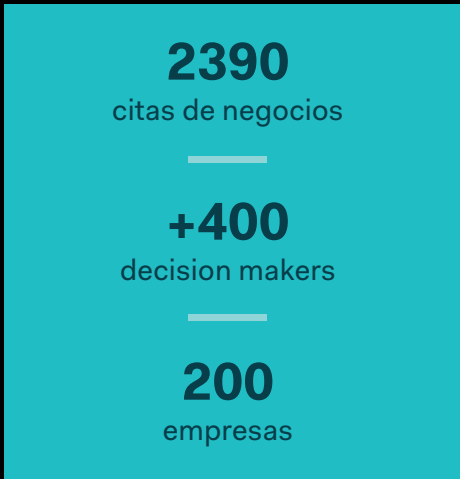 2390
citas de negocios
+400
decision makers
200
empresas